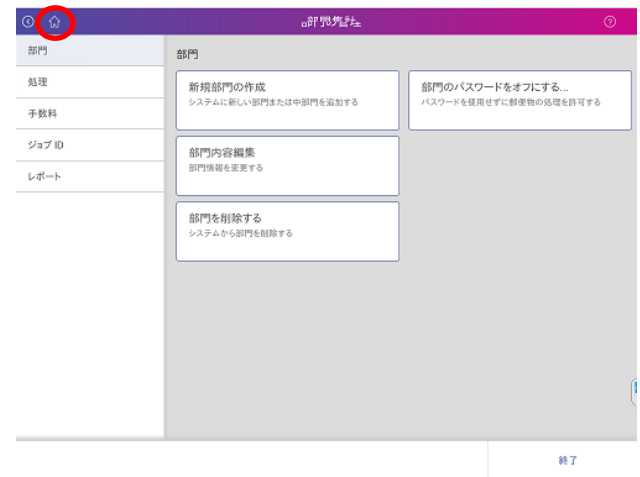 部門
処理
手数料
ジョブ ID
レポート
部門
新規部門の作成
システムに新しい部門または中部門を追加する
部門のパスワードをオフにする...
パスワードを使用せずに郵便物の処理を許可する
部門内容編集
部門情報を変更する
部門を削除する
システムから部門を削除する
終了